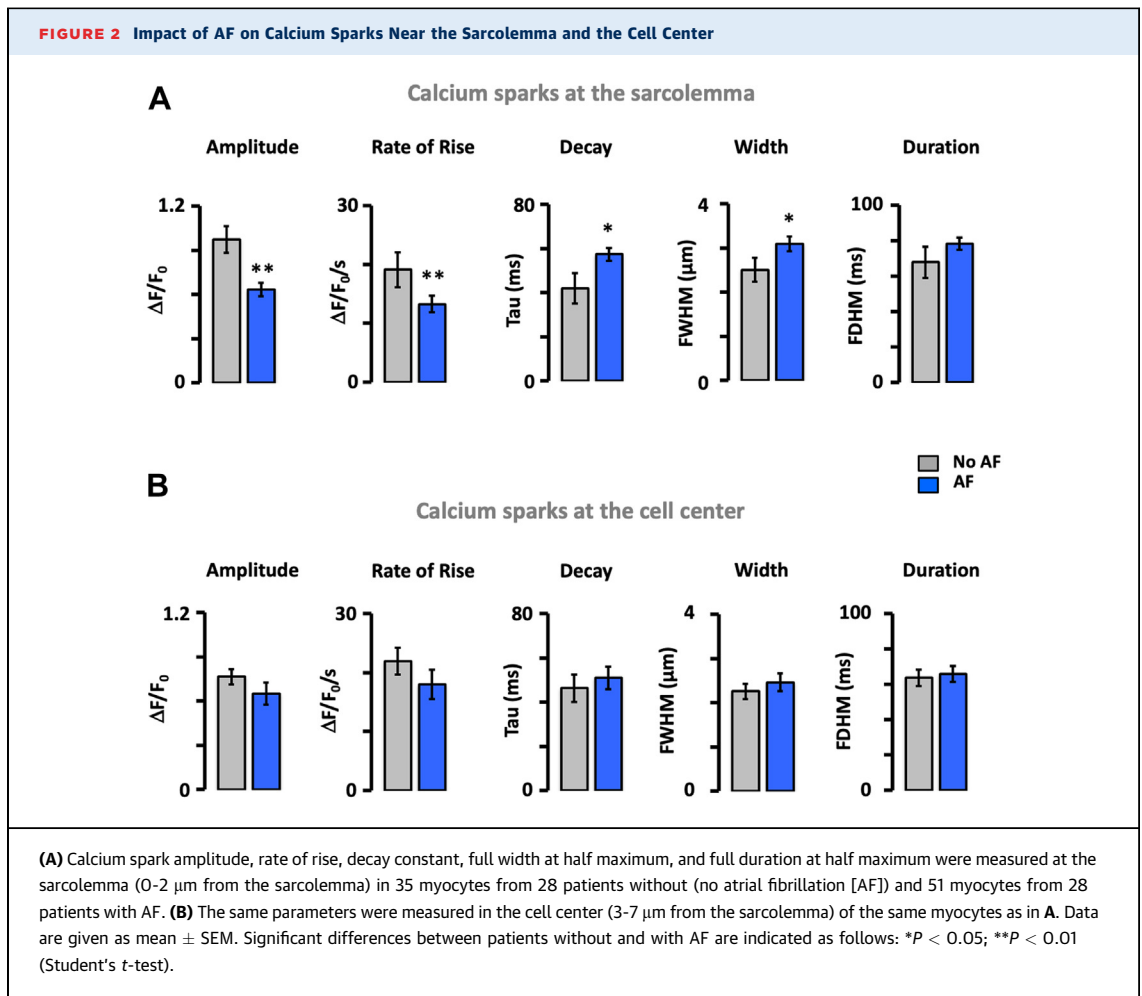 FIGURE 2 Impact of AF on Calcium Sparks Near the Sarcolemma and the Cell Center
A
Calcium sparks at the sarcolemma
Amplitude
Rate of Rise
Decay
Width
Duration
1.2
ΔF/F₀
0
**
30
ΔF/F₀/s
0
**
80
Tau (ms)
0
*
4
FWHM (μm)
0
*
100
FDHM (ms)
0
No AF
AF
B
Calcium sparks at the cell center
Amplitude
Rate of Rise
Decay
Width
Duration
1.2
ΔF/F₀
0
30
ΔF/F₀/s
0
80
Tau (ms)
0
4
FWHM (μm)
0
100
FDHM (ms)
0
(A) Calcium spark amplitude, rate of rise, decay constant, full width at half maximum, and full duration at half maximum were measured at the
sarcolemma (0-2 μm from the sarcolemma) in 35 myocytes from 28 patients without (no atrial fibrillation [AF]) and 51 myocytes from 28
patients with AF. (B) The same parameters were measured in the cell center (3-7 μm from the sarcolemma) of the same myocytes as in A. Data
are given as mean ± SEM. Significant differences between patients without and with AF are indicated as follows: *P < 0.05; **P < 0.01
(Student's t-test).